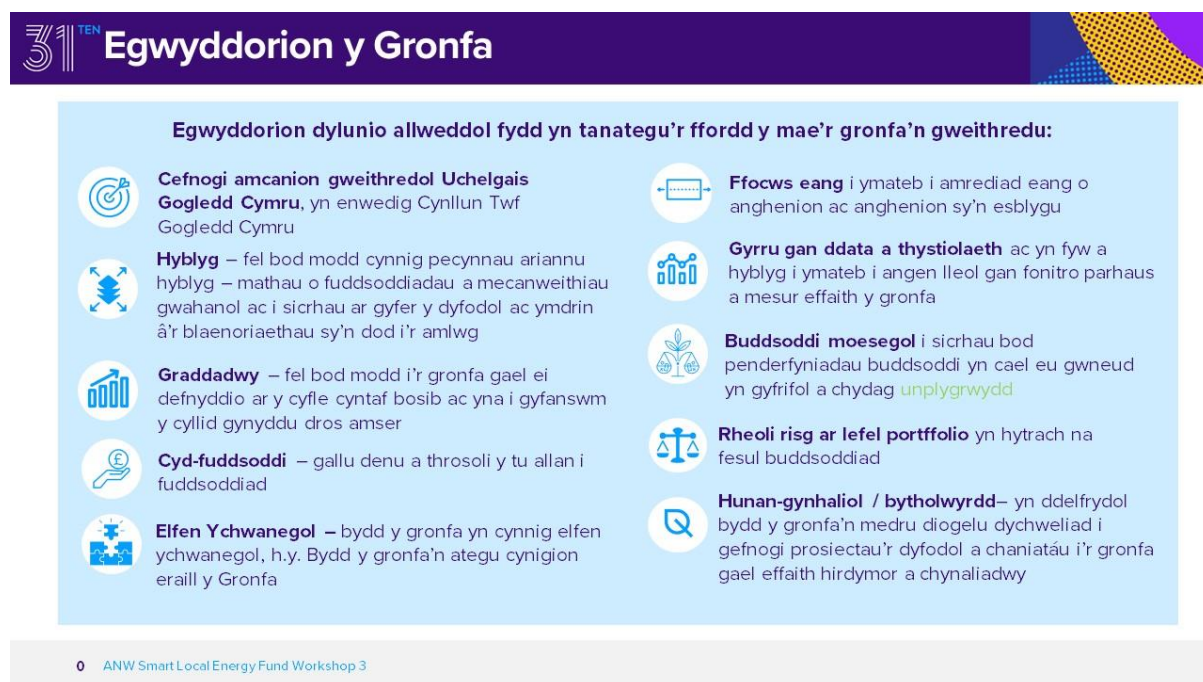 31 TEN Egwyddorion y Gronfa
Egwyddorion dylunio allweddol fydd yn tanategu'r ffordd y mae'r gronfa'n gweithredu:
Cefnogi amcanion gweithredol Uchelgais
Gogledd Cymru, yn enwedig Cynllun Twf
Gogledd Cymru
Hyblyg – fel bod modd cynnig pecynnau ariannu
hyblyg – mathau o fuddsoddiadau a mecanweithiau
gwahanol ac i sicrhau ar gyfer y dyfodol ac ymdrin
â'r blaenoriaethau sy'n dod i'r amlwg
Graddadwy – fel bod modd i'r gronfa gael ei
defnyddio ar y cyfle cyntaf bosib ac yna i gyfanswm
y cyllid gynyddu dros amser
Cyd-fuddsoddi – gallu denu a throsoli y tu allan i
fuddsoddiad
Elfen Ychwanegol – bydd y gronfa yn cynnig elfen
ychwanegol, h.y. Bydd y gronfa'n ategu cynigion
eraill y Gronfa
Ffocws eang i ymateb i amrediad eang o
anghenion ac anghenion sy'n esblygu
Gyrru gan ddata a thystiolaeth ac yn fyw a
hyblyg i ymateb i angen lleol gan fonitro parhaus
a mesur effaith y gronfa
Buddsoddi moesegol i sicrhau bod
penderfyniadau buddsoddi yn cael eu gwneud
yn gyfrifol a chydag unplygrwydd
Rheoli risg ar lefel portffolio yn hytrach na
fesul buddsoddiad
Hunan-gynhaliol / bytholwyrdd– yn ddelfrydol
bydd y gronfa'n medru diogelu dychweliad i
gefnogi prosiectau'r dyfodol a chaniatáu i'r gronfa
gael effaith hirdymor a chynaliadwy
0 ANW Smart Local Energy Fund Workshop 3